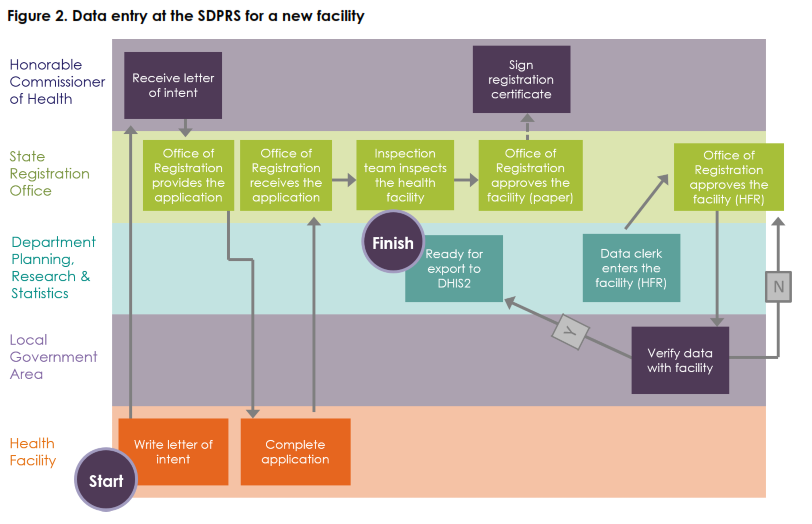 Figure 2. Data entry at the SDPRS for a new facility
Honorable
Commissioner
of Health
Receive letter
of intent
Sign
registration
certificate
State
Registration
Office
Office of
Registration
provides the
application
Office of
Registration
receives the
application
Inspection
team inspects
the health
facility
Office of
Registration
approves the
facility (paper)
Office of
Registration
approves the
facility (HFR)
Department
Planning,
Research &
Statistics
Finish
Ready for
export to
DHIS2
Data clerk
enters the
facility (HFR)
N
Local
Government
Area
Y
Verify data
with facility
Health
Facility
Start
Write letter of
intent
Complete
application